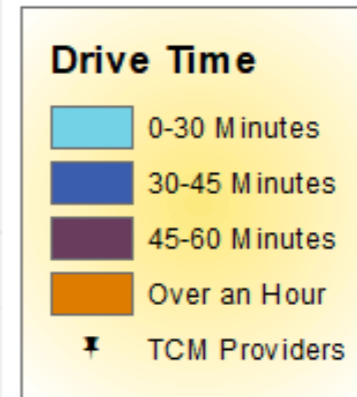 Drive Time
0-30 Minutes
30-45 Minutes
45-60 Minutes
Over an Hour
TCM Providers